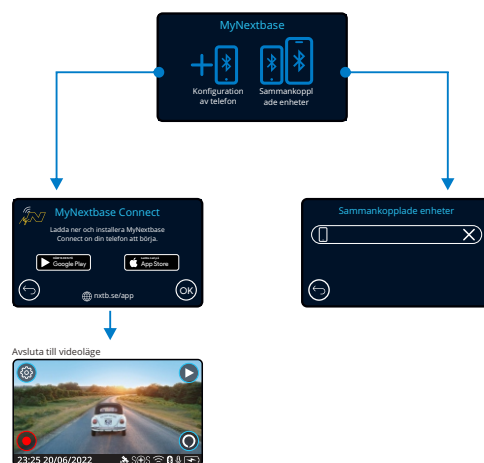 MyNextbase
Konfiguration
av telefon
Sammankoppl
ade enheter
MyNextbase Connect
Ladda ner och installera MyNextbase
Connect on din telefon att börja.
Google Play
App Store
nxtb.se/app
OK
Sammankopplade enheter
Avsluta till videoläge
23:25 20/06/2022
SOS